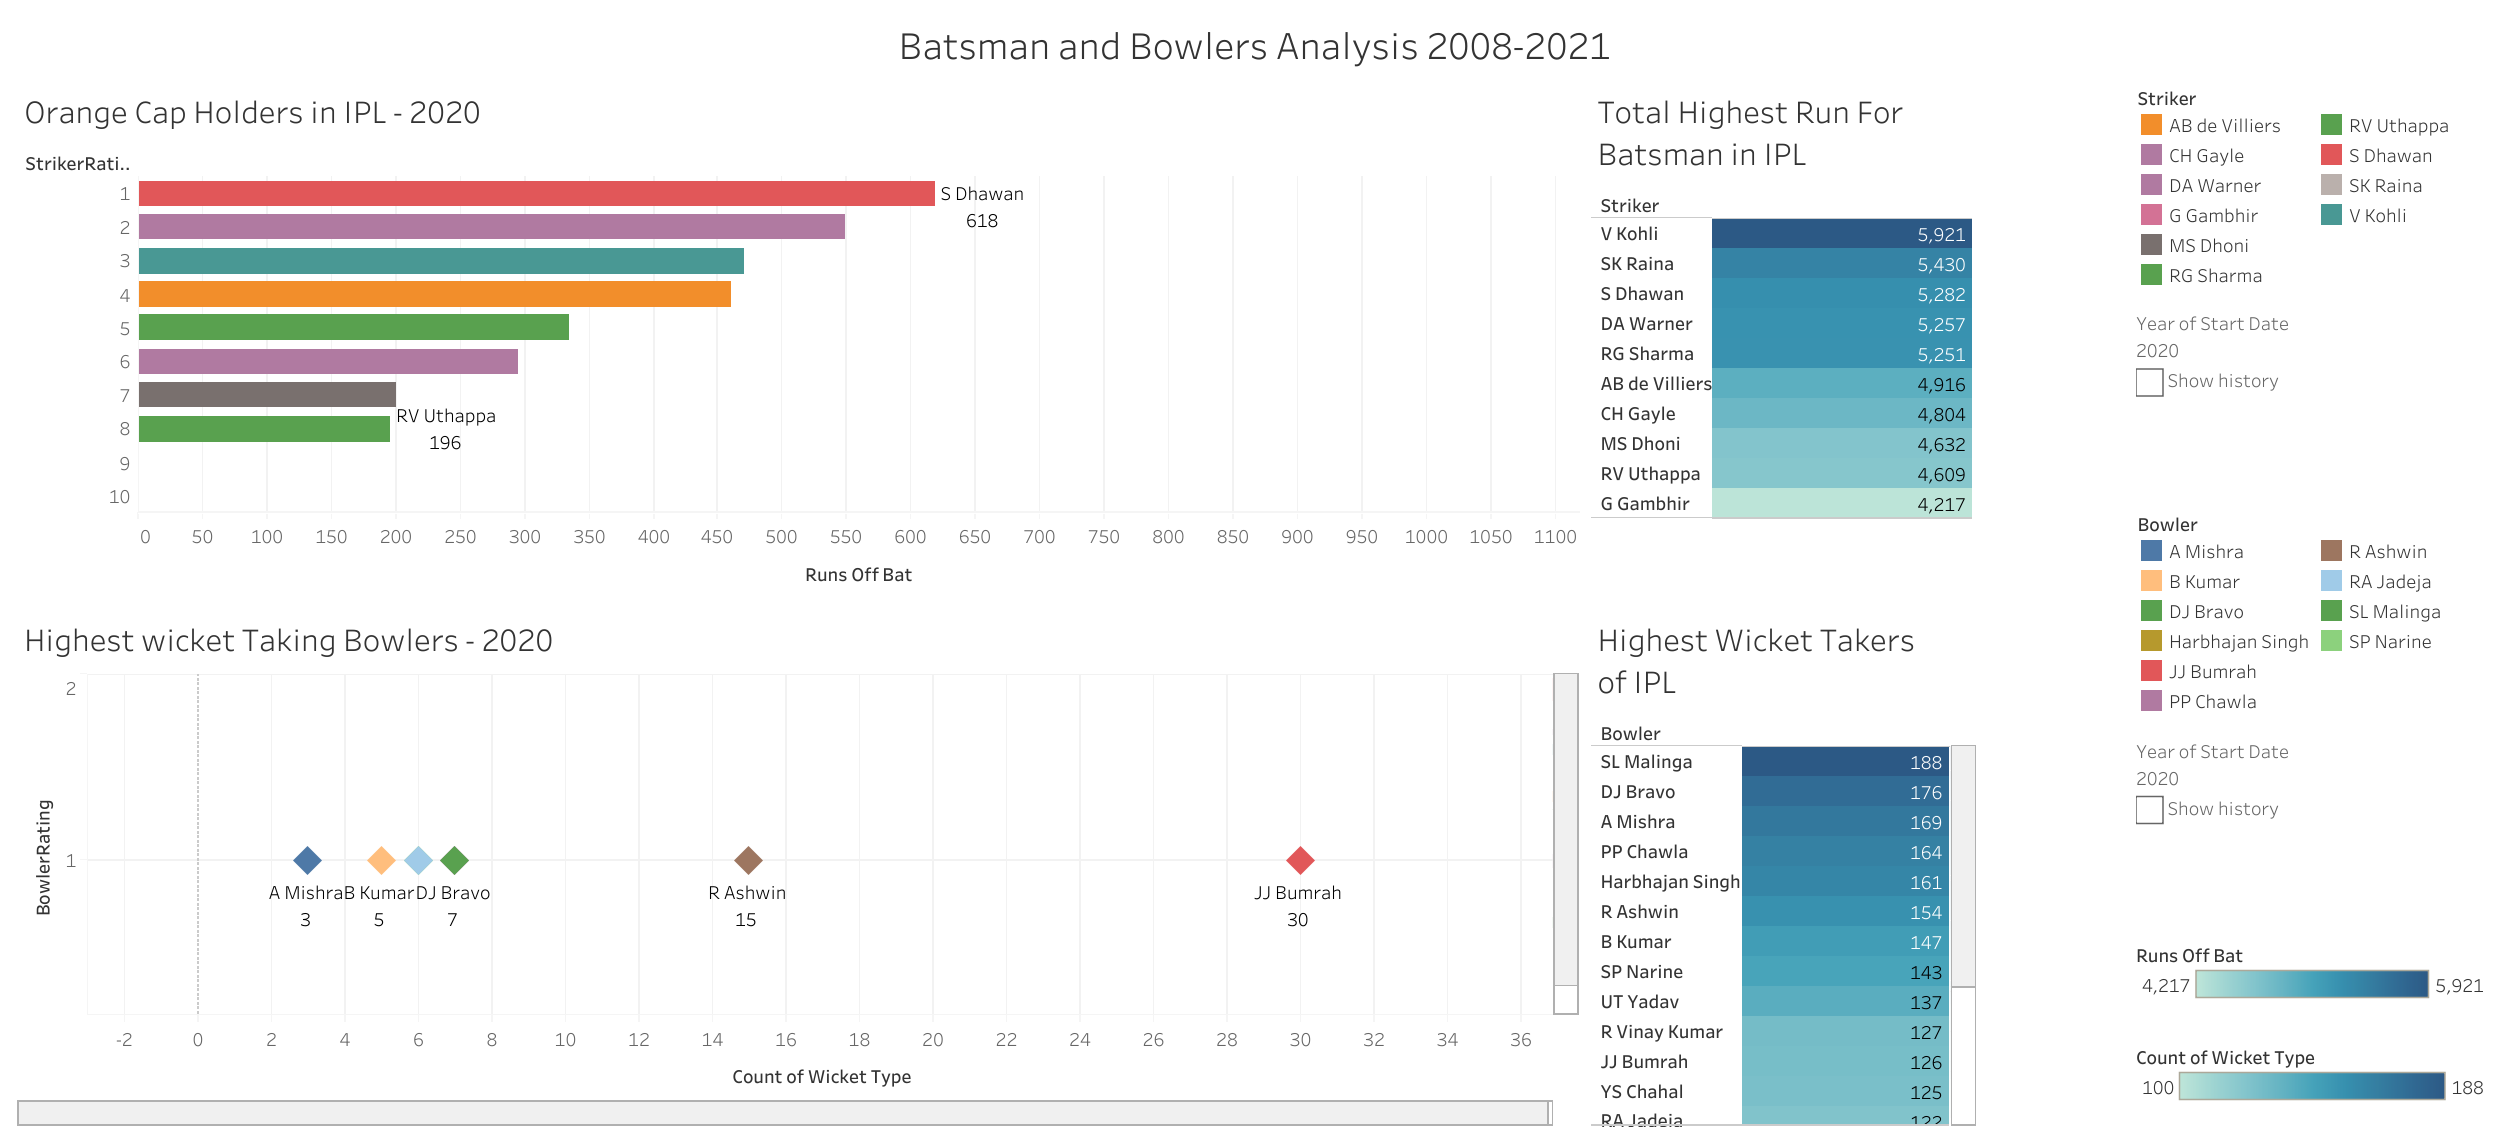 Batsman and Bowlers Analysis 2008-2021
Orange Cap Holders in IPL - 2020
StrikerRati..
1
S Dhawan
618
2
3
4
5
6
7
RV Uthappa
8
196
9
10
0 50 100 150 200 250 300 350 400 450 500 550 600 650 700 750 800 850 900 950 1000 1050 1100
Runs Off Bat
Total Highest Run For
Batsman in IPL
Striker
V Kohli 5,921
SK Raina 5,430
S Dhawan 5,282
DA Warner 5,257
RG Sharma 5,251
AB de Villiers 4,916
CH Gayle 4,804
MS Dhoni 4,632
RV Uthappa 4,609
G Gambhir 4,217
Striker
AB de Villiers RV Uthappa
CH Gayle S Dhawan
DA Warner SK Raina
G Gambhir V Kohli
MS Dhoni
RG Sharma
Year of Start Date
2020
Show history
Highest wicket Taking Bowlers - 2020
BowlerRating
2
1
A Mishra B Kumar DJ Bravo R Ashwin JJ Bumrah
3 5 7 15 30
-2 0 2 4 6 8 10 12 14 16 18 20 22 24 26 28 30 32 34 36
Count of Wicket Type
Highest Wicket Takers
of IPL
Bowler
SL Malinga 188
DJ Bravo 176
A Mishra 169
PP Chawla 164
Harbhajan Singh 161
R Ashwin 154
B Kumar 147
SP Narine 143
UT Yadav 137
R Vinay Kumar 127
JJ Bumrah 126
YS Chahal 125
RA Jadeja 122
Bowler
A Mishra R Ashwin
B Kumar RA Jadeja
DJ Bravo SL Malinga
Harbhajan Singh SP Narine
JJ Bumrah
PP Chawla
Year of Start Date
2020
Show history
Runs Off Bat
4,217 5,921
Count of Wicket Type
100 188